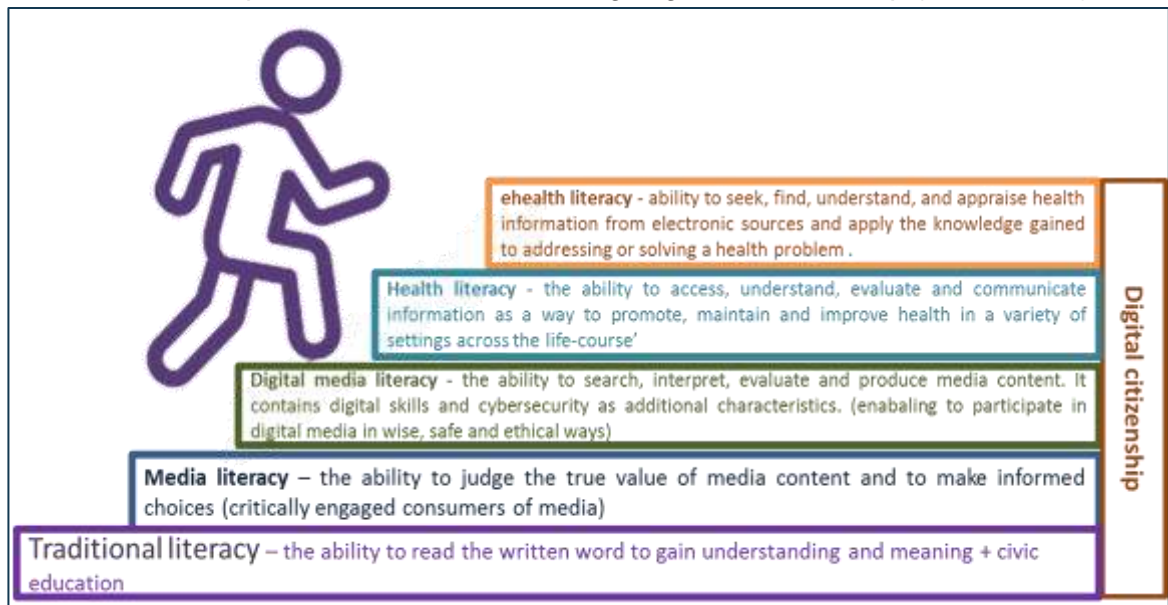 ehealth literacy - ability to seek, find, understand, and appraise health
information from electronic sources and apply the knowledge gained
to addressing or solving a health problem .
Health literacy - the ability to access, understand, evaluate and communicate
information as a way to promote, maintain and improve health in a variety of
settings across the life-course’
Digital media literacy - the ability to search, interpret, evaluate and produce media content. It
contains digital skills and cybersecurity as additional characteristics. (enabaling to participate in
digital media in wise, safe and ethical ways)
Media literacy – the ability to judge the true value of media content and to make informed
choices (critically engaged consumers of media)
Traditional literacy – the ability to read the written word to gain understanding and meaning + civic
education
Digital citizenship